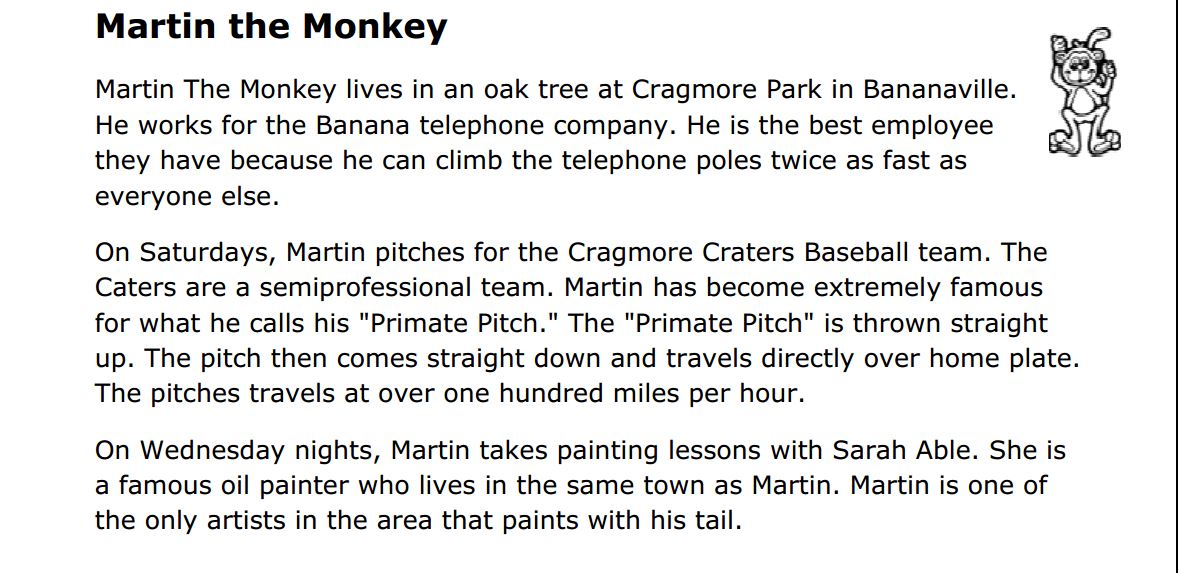 Martin the Monkey
Martin The Monkey lives in an oak tree at Cragmore Park in Bananaville.
He works for the Banana telephone company. He is the best employee
they have because he can climb the telephone poles twice as fast as
everyone else.
On Saturdays, Martin pitches for the Cragmore Craters Baseball team. The
Caters are a semiprofessional team. Martin has become extremely famous
for what he calls his "Primate Pitch." The "Primate Pitch" is thrown straight
up. The pitch then comes straight down and travels directly over home plate.
The pitches travels at over one hundred miles per hour.
On Wednesday nights, Martin takes painting lessons with Sarah Able. She is
a famous oil painter who lives in the same town as Martin. Martin is one of
the only artists in the area that paints with his tail.